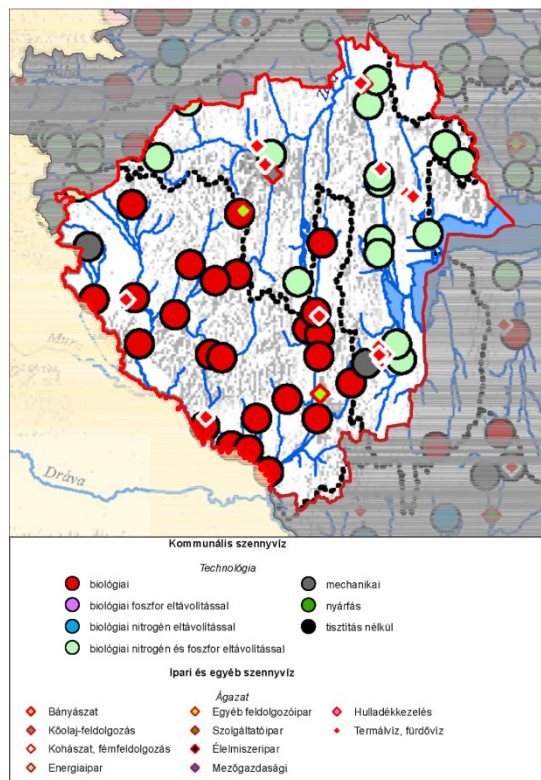 Rába
Zala
Mura
Dráva
Kommunális szennyvíz
Technológia
biológiai
mechanikai
biológiai foszfor eltávolítással
nyárfás
biológiai nitrogén eltávolítással
tisztítás nélkül
biológiai nitrogén és foszfor eltávolítással
Ipari és egyéb szennyvíz
Ágazat
Bányászat
Egyéb feldolgozóipar
Hulladékkezelés
Kőolaj-feldolgozás
Szolgáltatóipar
Termálvíz, fürdővíz
Kohászat, fémfeldolgozás
Élelmiszeripar
Energiaipar
Mezőgazdasági